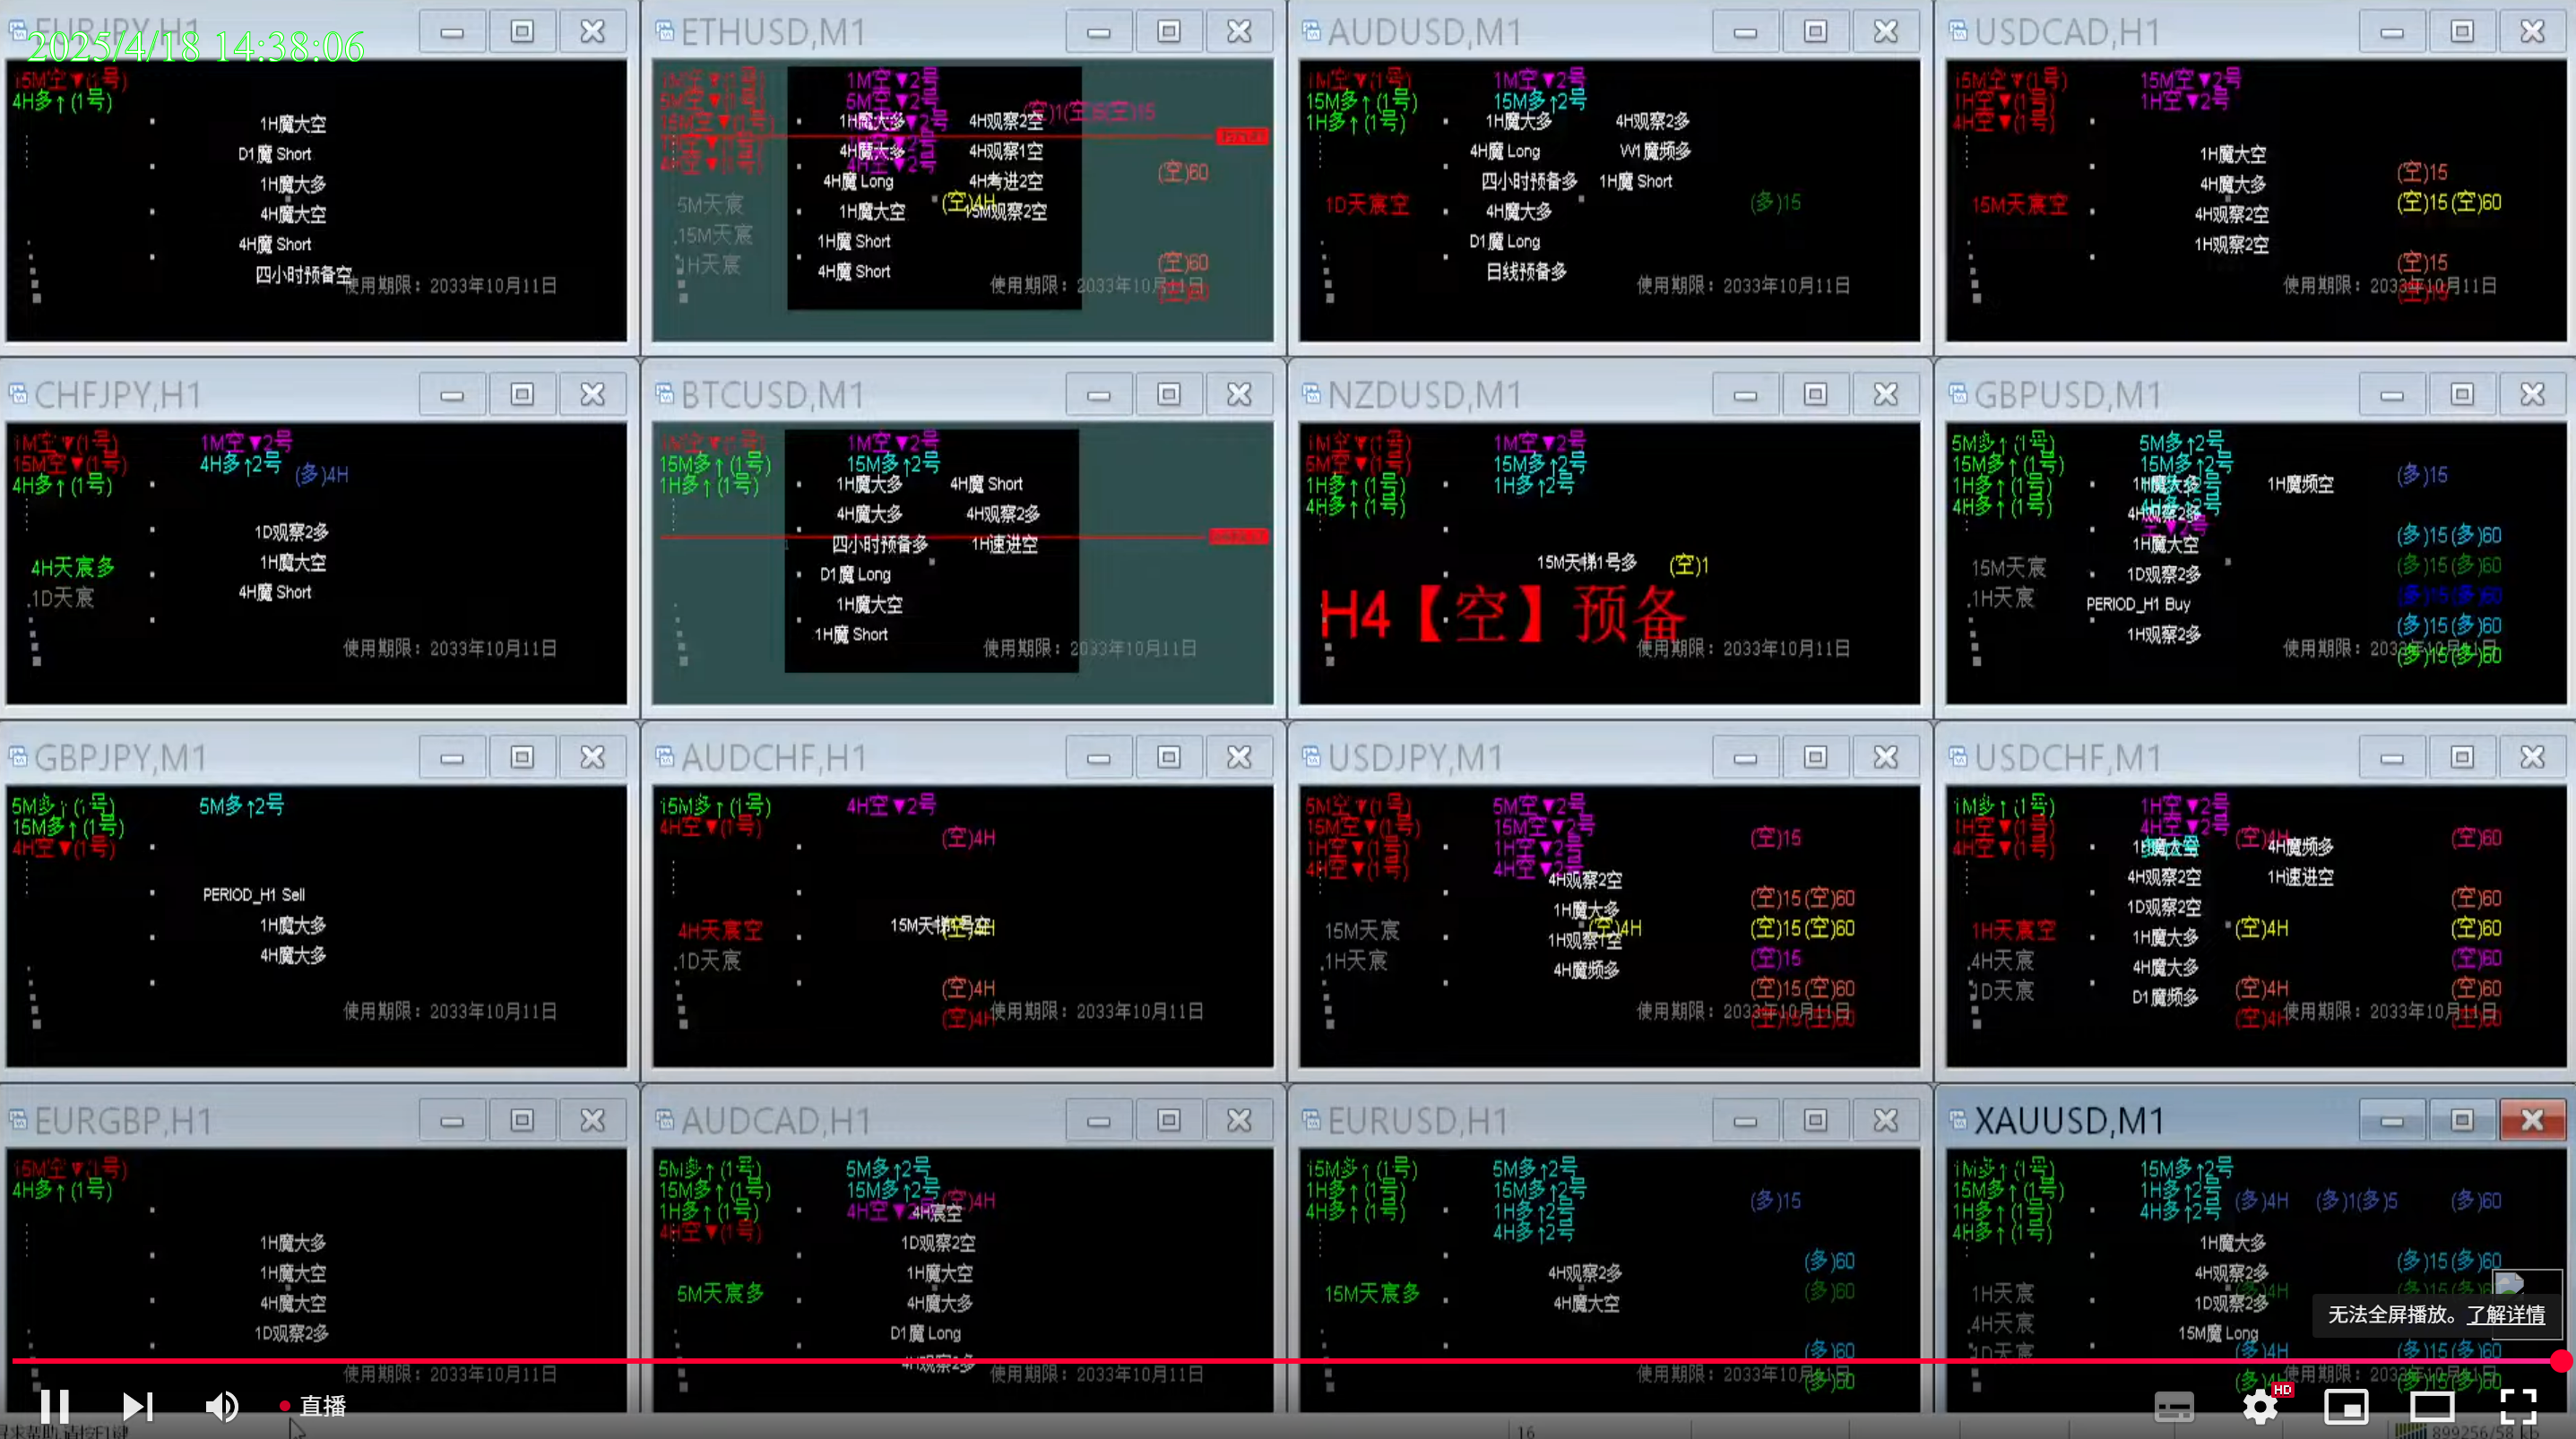 2025/4/18 14:38:06
EURJPY,H1
15M空▼(1号)
4H多↑(1号)
1H魔大空
D1魔 Short
1H魔大多
4H魔大空
4H魔 Short
四小时预备空
使用期限：2033年10月11日
ETHUSD,M1
1M空▼(1号)
5M空▼(1号)
15M空▼(1号)
4H空▼(1号)
1M空▼2号
5M空▼2号
4H空▼2号
1H魔大多
4H魔大多
4H魔 Long
1H魔大空
1H魔 Short
4H魔 Short
4H观察2空
4H观察1空
4H考进2空
15M观察2空
(空)4H
(空)60
(空)60
(空)60
5M天宸
15M天宸
1H天宸
使用期限：2033年10月11日
AUDUSD,M1
1M空▼(1号)
15M多↑(1号)
1H多↑(1号)
1M空▼2号
15M多↑2号
1H魔大多
4H魔 Long
四小时预备多
4H魔大多
D1魔 Long
日线预备多
4H观察2多
W1魔频多
1H魔 Short
1D天宸空
(多)15
使用期限：2033年10月11日
USDCAD,H1
15M空▼(1号)
1H空▼(1号)
4H空▼(1号)
15M空▼2号
1H空▼2号
1H魔大空
4H魔大多
4H观察2空
1H观察2空
15M天宸空
(空)15
(空)15(空)60
(空)15
(空)15
使用期限：2033年10月11日
CHFJPY,H1
1M空▼(1号)
15M空▼(1号)
4H多↑(1号)
1M空▼2号
4H多↑2号
(多)4H
1D观察2多
1H魔大空
4H魔 Short
4H天宸多
1D天宸
使用期限：2033年10月11日
BTCUSD,M1
1M空▼(1号)
15M多↑(1号)
1H多↑(1号)
1M空▼2号
15M多↑2号
1H魔大多
4H魔大多
四小时预备多
D1魔 Long
1H魔大空
1H魔 Short
4H魔 Short
4H观察2多
1H速进空
使用期限：2033年10月11日
NZDUSD,M1
1M空▼(1号)
5M空▼(1号)
1H多↑(1号)
4H多↑(1号)
1M空▼2号
15M多↑2号
1H多↑2号
15M天梯1号多
(空)1
H4【空】预备
使用期限：2033年10月11日
GBPUSD,M1
5M多↑(1号)
15M多↑(1号)
1H多↑(1号)
4H多↑(1号)
5M多↑2号
15M多↑2号
1H魔大多
4H观察2多
1H魔大空
1D观察2多
PERIOD_H1 Buy
1H观察2多
1H魔频空
15M天宸
1H天宸
(多)15
(多)15(多)60
(多)15(多)60
(多)15(多)60
(多)15(多)60
(多)15(多)60
使用期限：2033年10月11日
GBPJPY,M1
5M多↑(1号)
15M多↑(1号)
4H空▼(1号)
5M多↑2号
PERIOD_H1 Sell
1H魔大多
4H魔大多
使用期限：2033年10月11日
AUDCHF,H1
15M多↑(1号)
4H空▼(1号)
4H空▼2号
(空)4H
15M天梯1号空
(空)4H
4H天宸空
1D天宸
(空)4H
(空)4H
使用期限：2033年10月11日
USDJPY,M1
5M空▼(1号)
15M空▼(1号)
1H空▼(1号)
4H空▼(1号)
5M空▼2号
15M空▼2号
1H空▼2号
4H空▼2号
4H观察2空
1H魔大多
(空)4H
1H观察1空
4H魔频多
15M天宸
1H天宸
(空)15
(空)15(空)60
(空)15(空)60
(空)15
(空)15(空)60
(空)15(空)60
使用期限：2033年10月11日
USDCHF,M1
1M多↑(1号)
1H空▼(1号)
4H空▼(1号)
1H空▼2号
4H空▼2号
1H魔大空
4H观察2空
1D观察2空
1H魔大多
4H魔大多
D1魔频多
4H魔频多
1H速进空
1H天宸空
4H天宸
1D天宸
(空)4H
(空)4H
(空)4H
(空)4H
(空)60
(空)60
(空)60
(空)60
(空)60
(空)60
使用期限：2033年10月11日
EURGBP,H1
15M空▼(1号)
4H多↑(1号)
1H魔大多
1H魔大空
4H魔大空
1D观察2多
使用期限：2033年10月11日
AUDCAD,H1
5M多↑(1号)
15M多↑(1号)
1H多↑(1号)
4H空▼(1号)
5M多↑2号
15M多↑2号
4H空▼2号
(空)4H
4H宸空
1D观察2空
1H魔大空
4H魔大多
D1魔 Long
4H观察2多
5M天宸多
使用期限：2033年10月11日
EURUSD,H1
15M多↑(1号)
1H多↑(1号)
4H多↑(1号)
5M多↑2号
15M多↑2号
1H多↑2号
4H多↑2号
4H观察2多
4H魔大空
15M天宸多
(多)15
(多)60
(多)60
(多)60
(多)60
使用期限：2033年10月11日
XAUUSD,M1
1M多↑(1号)
15M多↑(1号)
1H多↑(1号)
4H多↑(1号)
15M多↑2号
1H多↑2号
4H多↑2号
(多)4H
(多)1(多)5
(多)60
1H魔大多
4H观察2多
1D观察2多
15M魔 Long
1H天宸
4H天宸
1D天宸
(多)15(多)60
(多)4H
(多)15(多)60
使用期限：2033年10月11日
无法全屏播放。了解详情
直播
HD
16
899256/58 kb